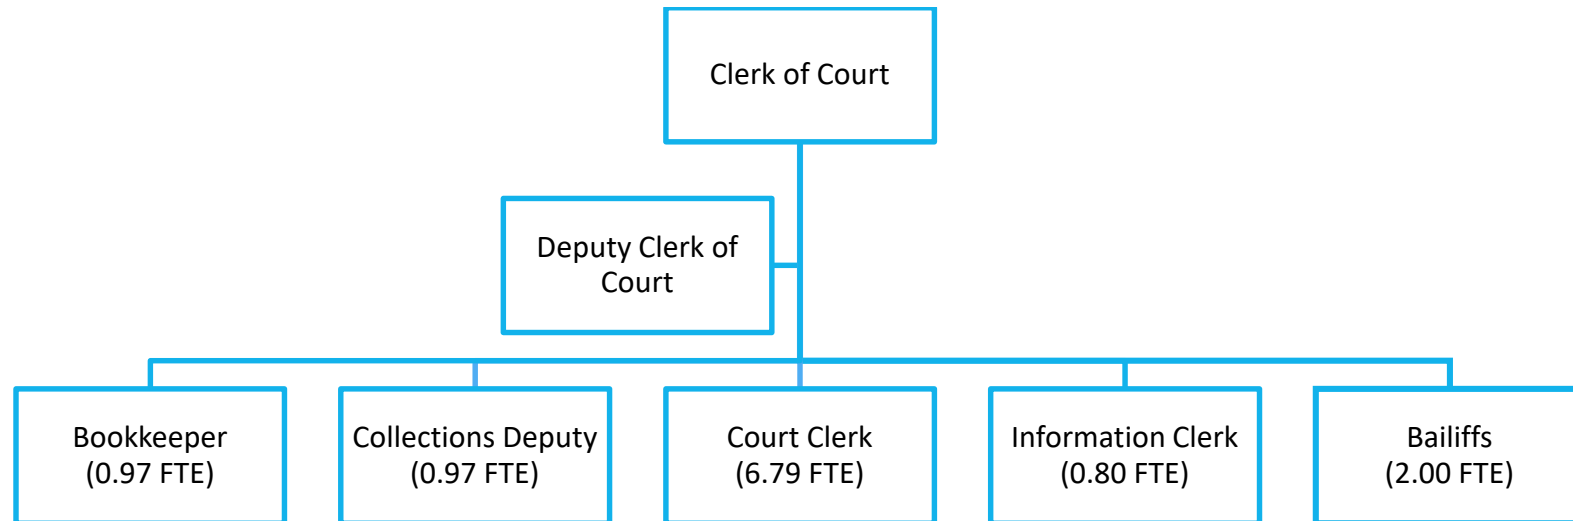 Clerk of Court
Deputy Clerk of
Court
Bookkeeper
(0.97 FTE)
Collections Deputy
(0.97 FTE)
Court Clerk
(6.79 FTE)
Information Clerk
(0.80 FTE)
Bailiffs
(2.00 FTE)